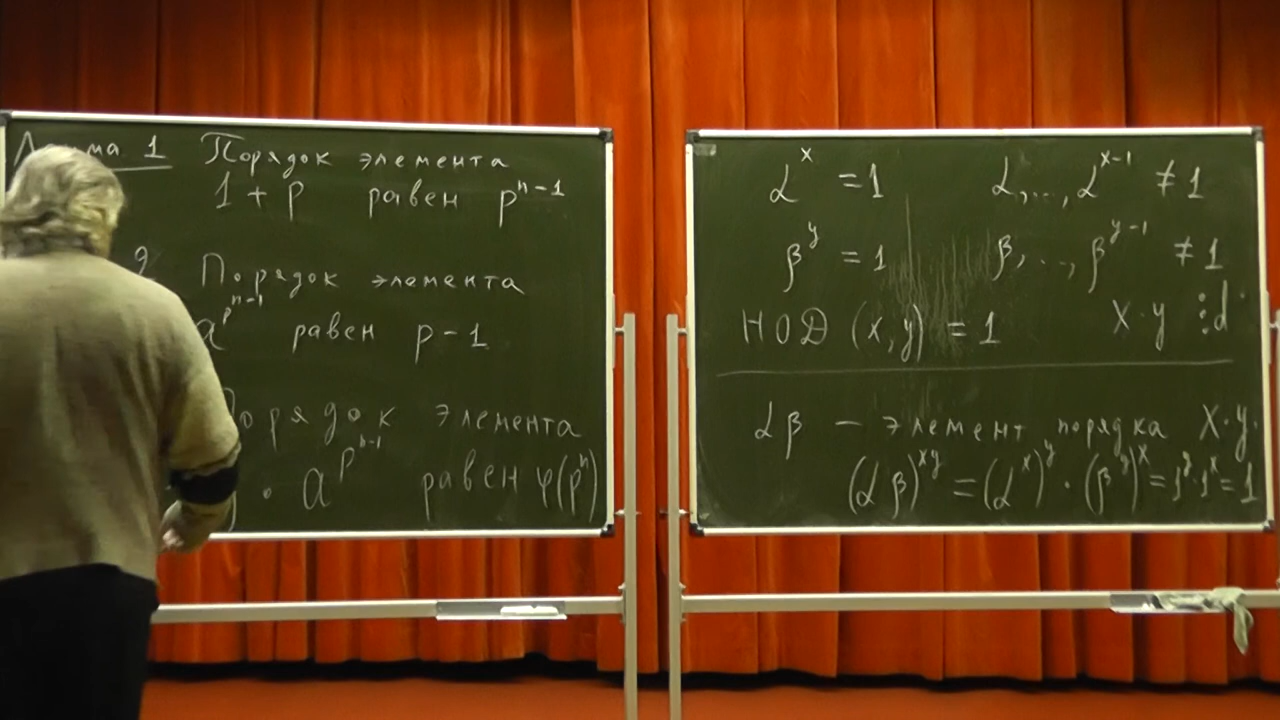 1 Порядок элемента
1 + p равен p^{n-1}
Порядок элемента
a^{p^{n-1}} равен p - 1
орядок элемента
· a^{p^{n-1}} равен φ(p^n)
α^x = 1 α, ..., α^{x-1} ≠ 1
β^y = 1 β, ..., β^{y-1} ≠ 1
НОД (x, y) = 1 x · y ⋮ d
αβ – элемент порядка x · y.
(αβ)^{xy} = (α^x)^y · (β^y)^x = 1^y · 1^x = 1